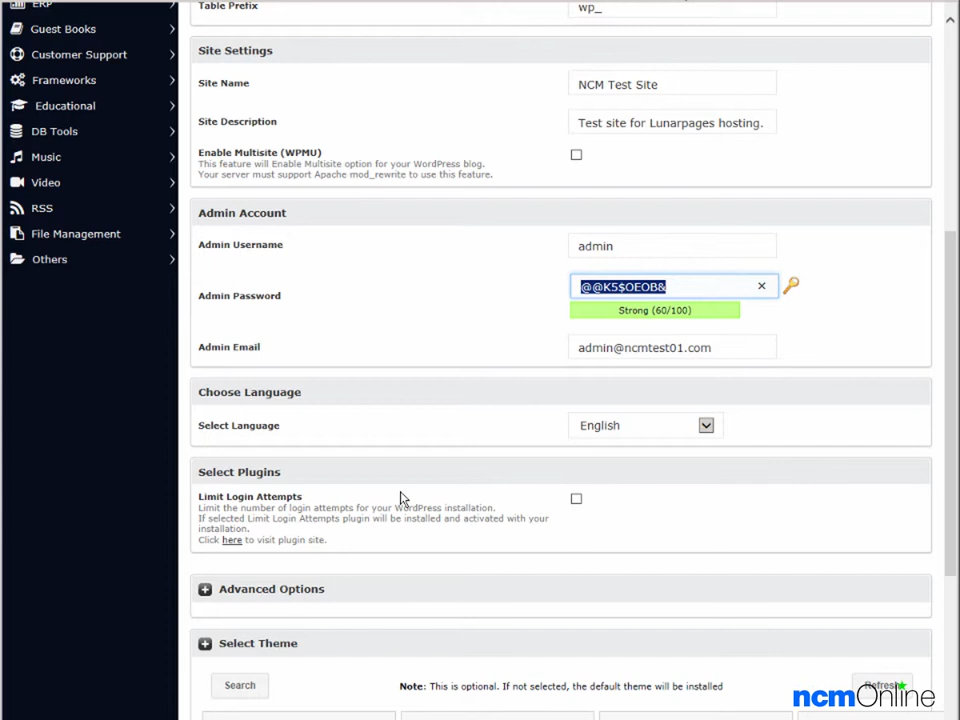 ERP
Table Prefix
wp_
Guest Books
Site Settings
Customer Support
Frameworks
Site Name
NCM Test Site
Educational
Site Description
Test site for Lunarpages hosting.
DB Tools
Enable Multisite (WPMU)
This feature will Enable Multisite option for your WordPress blog.
Your server must support Apache mod_rewrite to use this feature.
Music
Video
RSS
Admin Account
File Management
Admin Username
admin
Others
Admin Password
@@K5$OEOB&
Strong (60/100)
Admin Email
admin@ncmtest01.com
Choose Language
Select Language
English
Select Plugins
Limit Login Attempts
Limit the number of login attempts for your WordPress installation.
If selected Limit Login Attempts plugin will be installed and activated with your
installation.
Click here to visit plugin site.
Advanced Options
Select Theme
Search
Note: This is optional. If not selected, the default theme will be installed
Refresh
ncmOnline